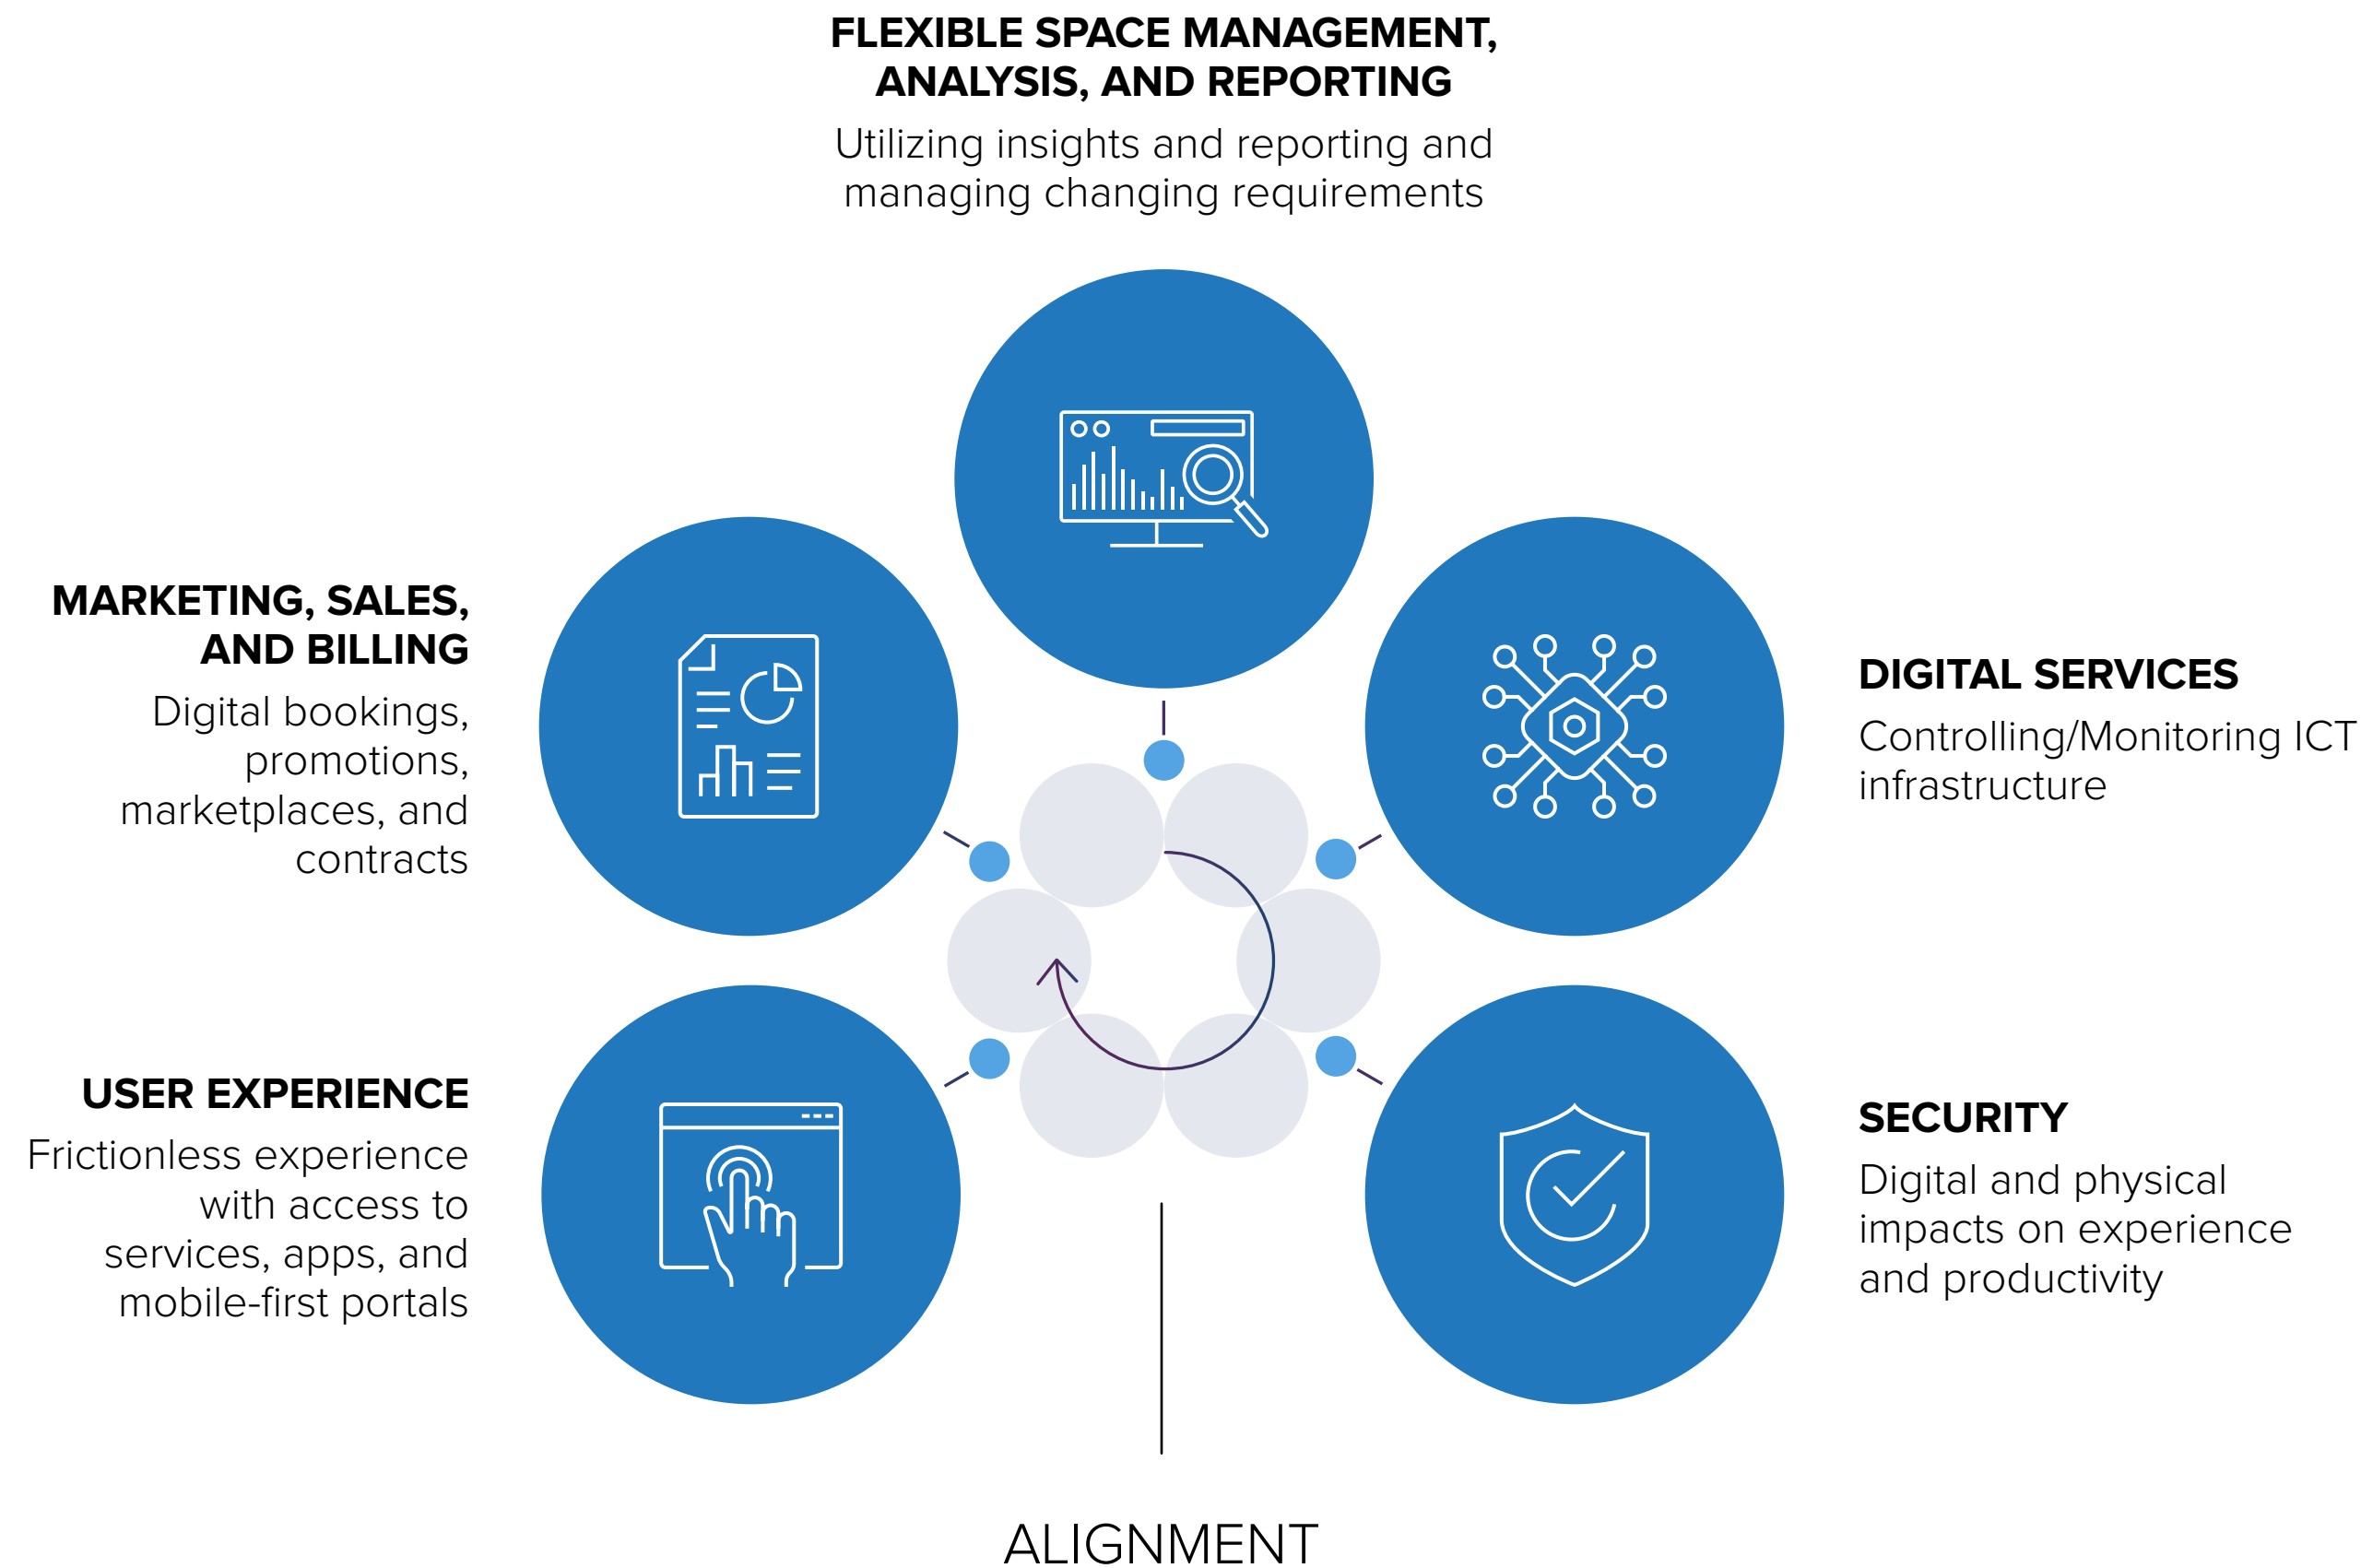 FLEXIBLE SPACE MANAGEMENT,
ANALYSIS, AND REPORTING
Utilizing insights and reporting and
managing changing requirements
MARKETING, SALES,
AND BILLING
Digital bookings,
promotions,
marketplaces, and
contracts
DIGITAL SERVICES
Controlling/Monitoring ICT
infrastructure
USER EXPERIENCE
Frictionless experience
with access to
services, apps, and
mobile-first portals
SECURITY
Digital and physical
impacts on experience
and productivity
ALIGNMENT